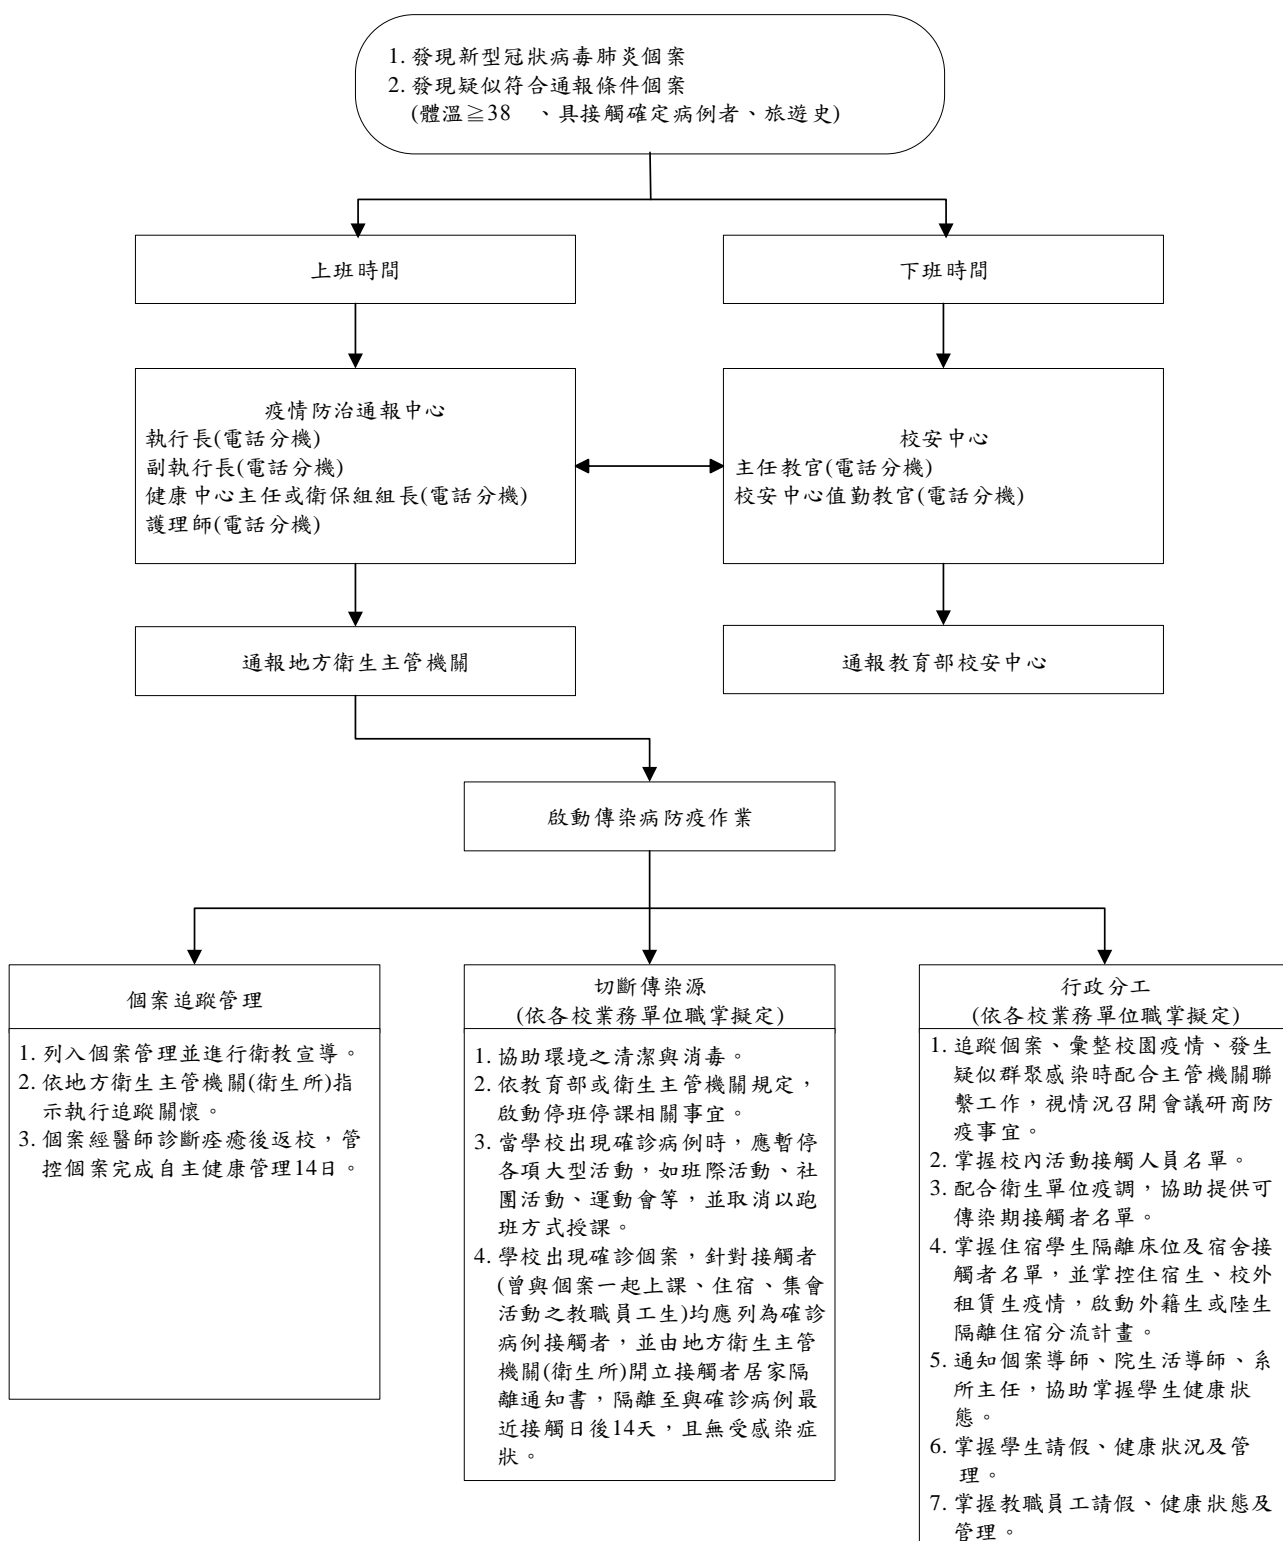 1. 發現新型冠狀病毒肺炎個案
2. 發現疑似符合通報條件個案
(體溫≧38　、具接觸確定病例者、旅遊史)
上班時間
下班時間
疫情防治通報中心
執行長(電話分機)
副執行長(電話分機)
健康中心主任或衛保組組長(電話分機)
護理師(電話分機)
校安中心
主任教官(電話分機)
校安中心值勤教官(電話分機)
通報地方衛生主管機關
通報教育部校安中心
啟動傳染病防疫作業
個案追蹤管理
1. 列入個案管理並進行衛教宣導。
2. 依地方衛生主管機關(衛生所)指
示執行追蹤關懷。
3. 個案經醫師診斷痊癒後返校，管
控個案完成自主健康管理14日。
切斷傳染源
(依各校業務單位職掌擬定)
1. 協助環境之清潔與消毒。
2. 依教育部或衛生主管機關規定，
啟動停班停課相關事宜。
3. 當學校出現確診病例時，應暫停
各項大型活動，如班際活動、社
團活動、運動會等，並取消以跑
班方式授課。
4. 學校出現確診個案，針對接觸者
(曾與個案一起上課、住宿、集會
活動之教職員工生)均應列為確診
病例接觸者，並由地方衛生主管
機關(衛生所)開立接觸者居家隔
離通知書，隔離至與確診病例最
近接觸日後14天，且無受感染症
狀。
行政分工
(依各校業務單位職掌擬定)
1. 追蹤個案、彙整校園疫情、發生
疑似群聚感染時配合主管機關聯
繫工作，視情況召開會議研商防
疫事宜。
2. 掌握校內活動接觸人員名單。
3. 配合衛生單位疫調，協助提供可
傳染期接觸者名單。
4. 掌握住宿學生隔離床位及宿舍接
觸者名單，並掌控住宿生、校外
租賃生疫情，啟動外籍生或陸生
隔離住宿分流計畫。
5. 通知個案導師、院生活導師、系
所主任，協助掌握學生健康狀
態。
6. 掌握學生請假、健康狀況及管
理。
7. 掌握教職員工請假、健康狀態及
管理。